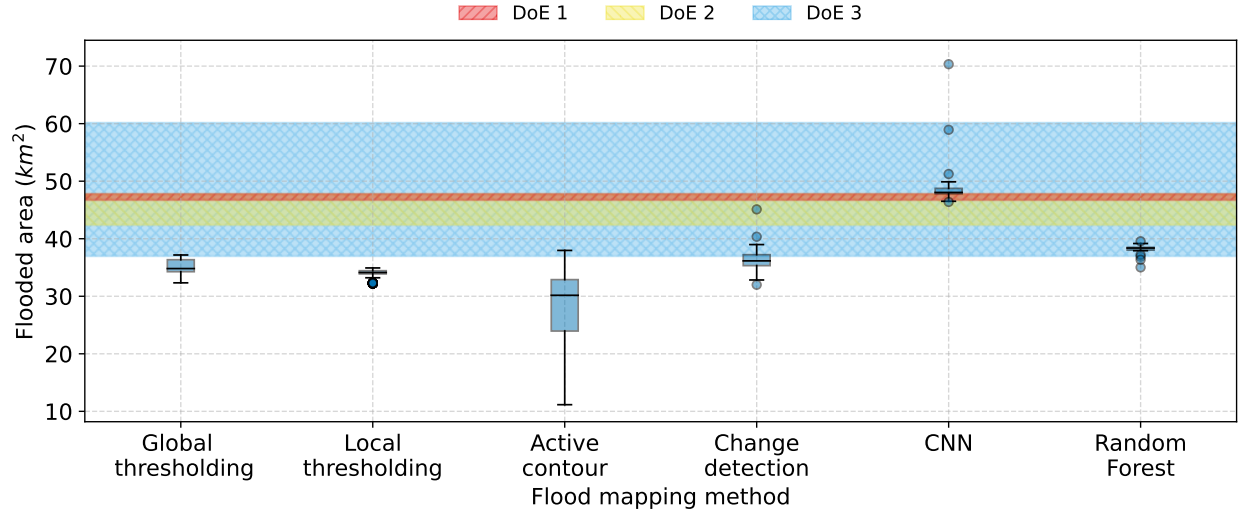 DoE 1 DoE 2 DoE 3
Flooded area (km²)
70
60
50
40
30
20
10
Global thresholding
Local thresholding
Active contour
Change detection
CNN
Random Forest
Flood mapping method